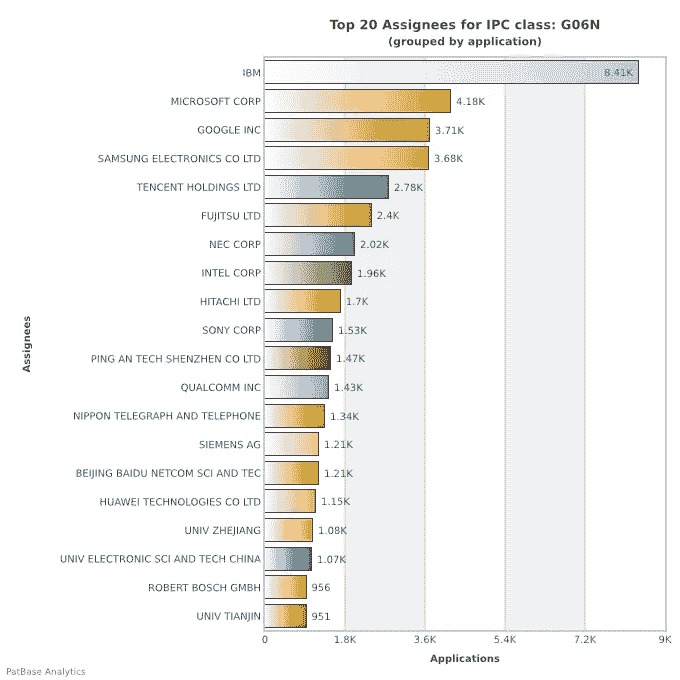 Top 20 Assignees for IPC class: G06N
(grouped by application)
IBM 8.41K
MICROSOFT CORP 4.18K
GOOGLE INC 3.71K
SAMSUNG ELECTRONICS CO LTD 3.68K
TENCENT HOLDINGS LTD 2.78K
FUJITSU LTD 2.4K
NEC CORP 2.02K
INTEL CORP 1.96K
HITACHI LTD 1.7K
SONY CORP 1.53K
PING AN TECH SHENZHEN CO LTD 1.47K
QUALCOMM INC 1.43K
NIPPON TELEGRAPH AND TELEPHONE 1.34K
SIEMENS AG 1.21K
BEIJING BAIDU NETCOM SCI AND TEC 1.21K
HUAWEI TECHNOLOGIES CO LTD 1.15K
UNIV ZHEJIANG 1.08K
UNIV ELECTRONIC SCI AND TECH CHINA 1.07K
ROBERT BOSCH GMBH 956
UNIV TIANJIN 951
Assignees
0 1.8K 3.6K 5.4K 7.2K 9K
Applications
PatBase Analytics